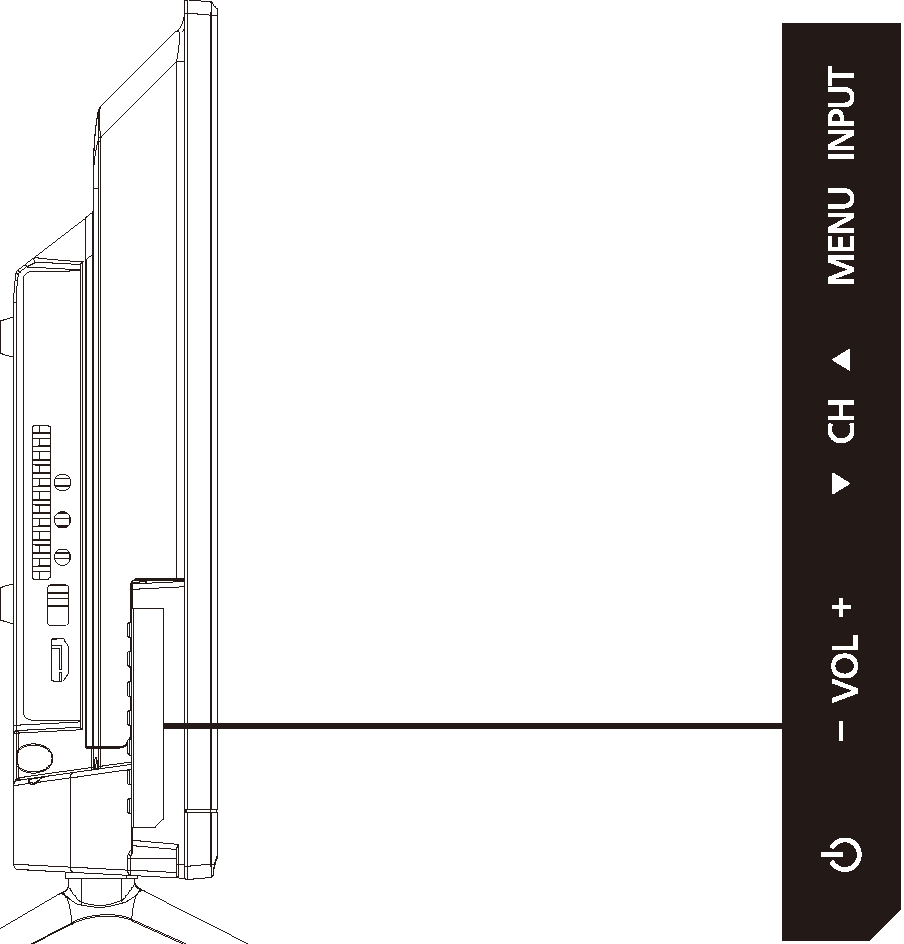 − VOL + ▼ CH ▲ MENU INPUT